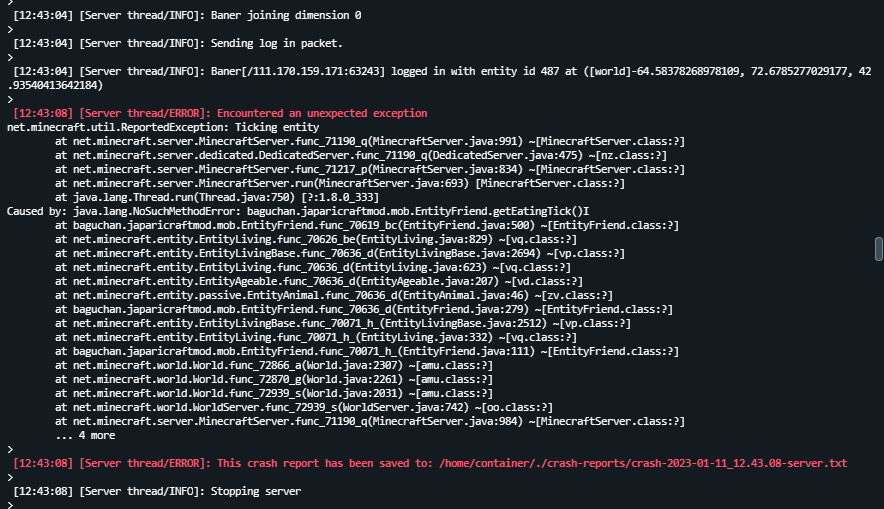 >
[12:43:04] [Server thread/INFO]: Baner joining dimension 0
>
[12:43:04] [Server thread/INFO]: Sending log in packet.
>
[12:43:04] [Server thread/INFO]: Baner[/111.170.159.171:63243] logged in with entity id 487 at ([world]-64.58378268978109, 72.6785277029177, 42
.93540413642184)
>
[12:43:08] [Server thread/ERROR]: Encountered an unexpected exception
net.minecraft.util.ReportedException: Ticking entity
at net.minecraft.server.MinecraftServer.func_71190_q(MinecraftServer.java:991) ~[MinecraftServer.class:?]
at net.minecraft.server.dedicated.DedicatedServer.func_71190_q(DedicatedServer.java:475) ~[nz.class:?]
at net.minecraft.server.MinecraftServer.func_71217_p(MinecraftServer.java:834) ~[MinecraftServer.class:?]
at net.minecraft.server.MinecraftServer.run(MinecraftServer.java:693) [MinecraftServer.class:?]
at java.lang.Thread.run(Thread.java:750) [?:1.8.0_333]
Caused by: java.lang.NoSuchMethodError: baguchan.japaricraftmod.mob.EntityFriend.getEatingTick()I
at baguchan.japaricraftmod.mob.EntityFriend.func_70619_bc(EntityFriend.java:500) ~[EntityFriend.class:?]
at net.minecraft.entity.EntityLiving.func_70626_be(EntityLiving.java:829) ~[vq.class:?]
at net.minecraft.entity.EntityLivingBase.func_70636_d(EntityLivingBase.java:2694) ~[vp.class:?]
at net.minecraft.entity.EntityLiving.func_70636_d(EntityLiving.java:623) ~[vq.class:?]
at net.minecraft.entity.EntityAgeable.func_70636_d(EntityAgeable.java:207) ~[vd.class:?]
at net.minecraft.entity.passive.EntityAnimal.func_70636_d(EntityAnimal.java:46) ~[zv.class:?]
at baguchan.japaricraftmod.mob.EntityFriend.func_70636_d(EntityFriend.java:279) ~[EntityFriend.class:?]
at net.minecraft.entity.EntityLivingBase.func_70071_h_(EntityLivingBase.java:2512) ~[vp.class:?]
at net.minecraft.entity.EntityLiving.func_70071_h_(EntityLiving.java:332) ~[vq.class:?]
at baguchan.japaricraftmod.mob.EntityFriend.func_70071_h_(EntityFriend.java:111) ~[EntityFriend.class:?]
at net.minecraft.world.World.func_72866_a(World.java:2307) ~[amu.class:?]
at net.minecraft.world.World.func_72870_g(World.java:2261) ~[amu.class:?]
at net.minecraft.world.World.func_72939_s(World.java:2031) ~[amu.class:?]
at net.minecraft.world.WorldServer.func_72939_s(WorldServer.java:742) ~[oo.class:?]
at net.minecraft.server.MinecraftServer.func_71190_q(MinecraftServer.java:984) ~[MinecraftServer.class:?]
... 4 more
>
[12:43:08] [Server thread/ERROR]: This crash report has been saved to: /home/container/./crash-reports/crash-2023-01-11_12.43.08-server.txt
>
[12:43:08] [Server thread/INFO]: Stopping server
>